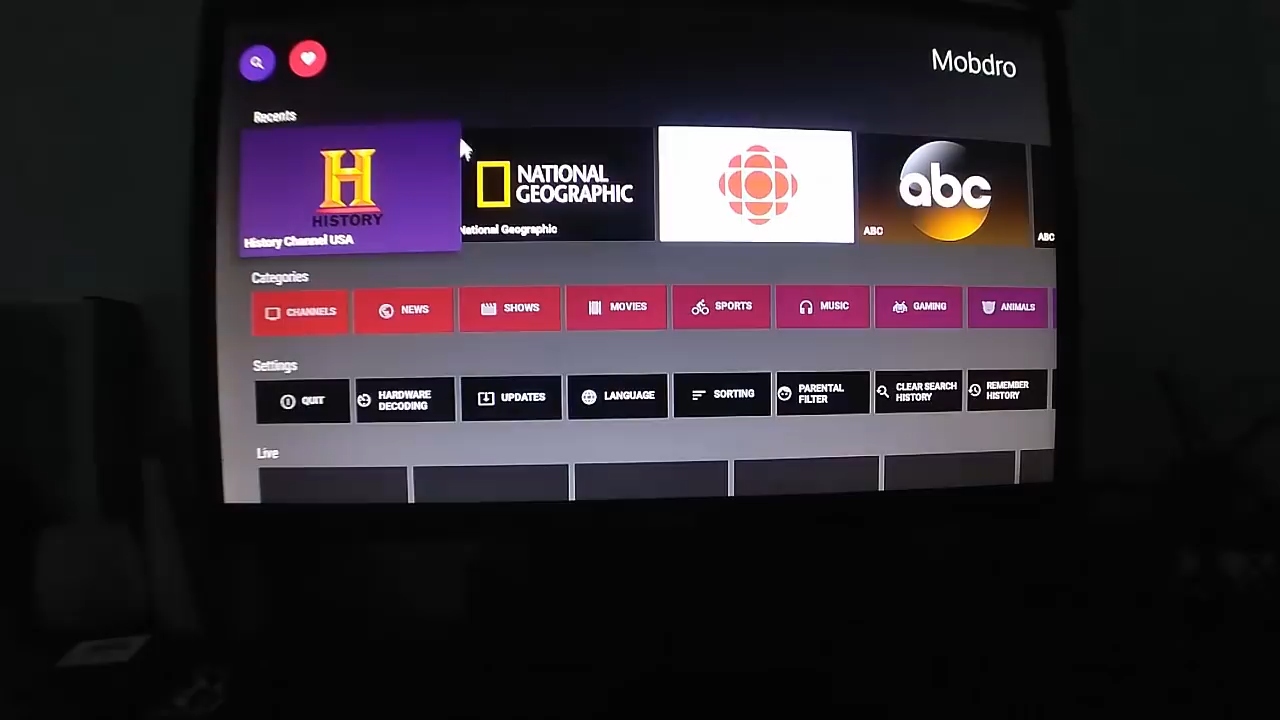 Mobdro
Recents
HISTORY
History Channel USA
NATIONAL
GEOGRAPHIC
National Geographic
abc
ABC
ABC
Categories
CHANNELS
NEWS
SHOWS
MOVIES
SPORTS
MUSIC
GAMING
ANIMALS
Settings
QUIT
HARDWARE
DECODING
UPDATES
LANGUAGE
SORTING
PARENTAL
FILTER
CLEAR SEARCH
HISTORY
REMEMBER
HISTORY
Live